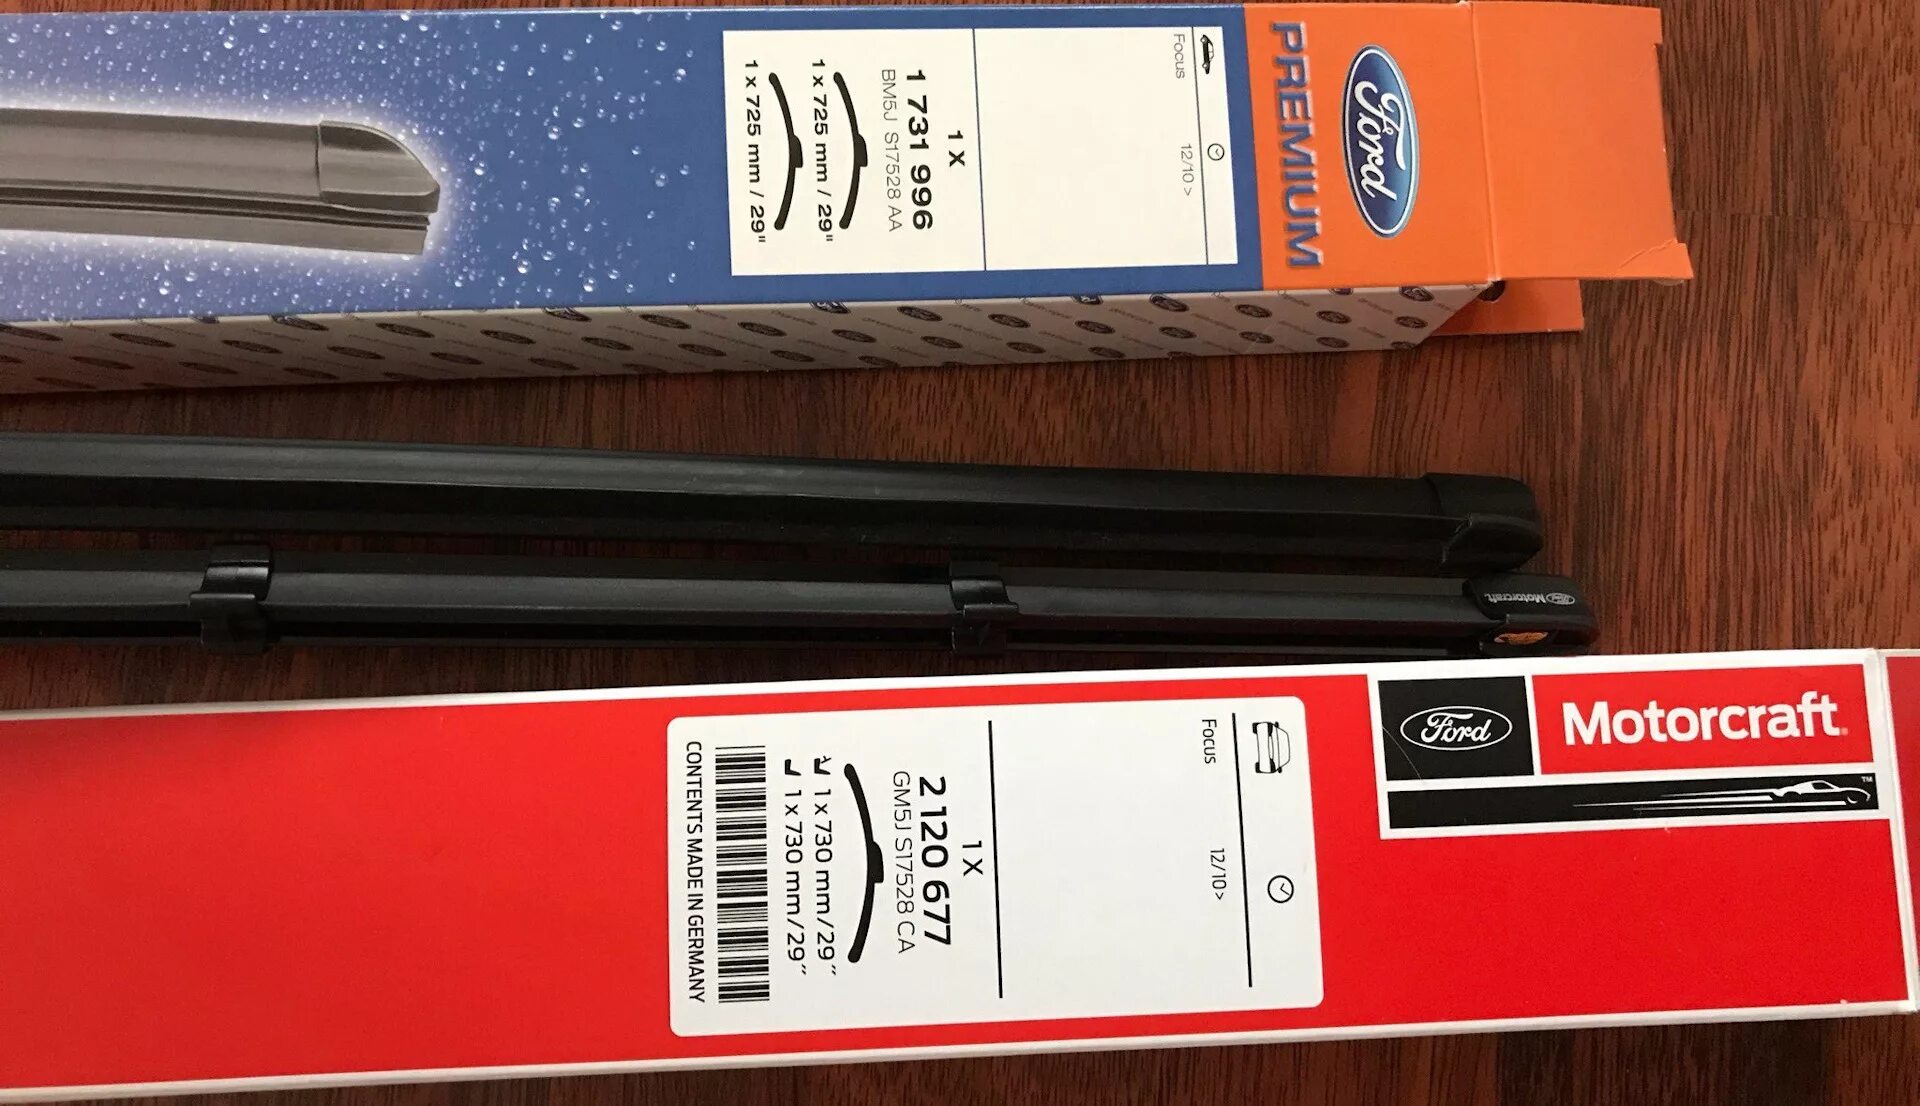 Ford
PREMIUM
Focus
12/10 >
1 X
1 731 996
BM5J S17528 AA
1 x 725 mm / 29"
1 x 725 mm / 29"
Ford Motorcraft
Ford
Motorcraft
TM
Focus
12/10 >
1 X
2 120 677
GM5J S17528 CA
1 x 730 mm/29"
1 x 730 mm/29"
CONTENTS MADE IN GERMANY